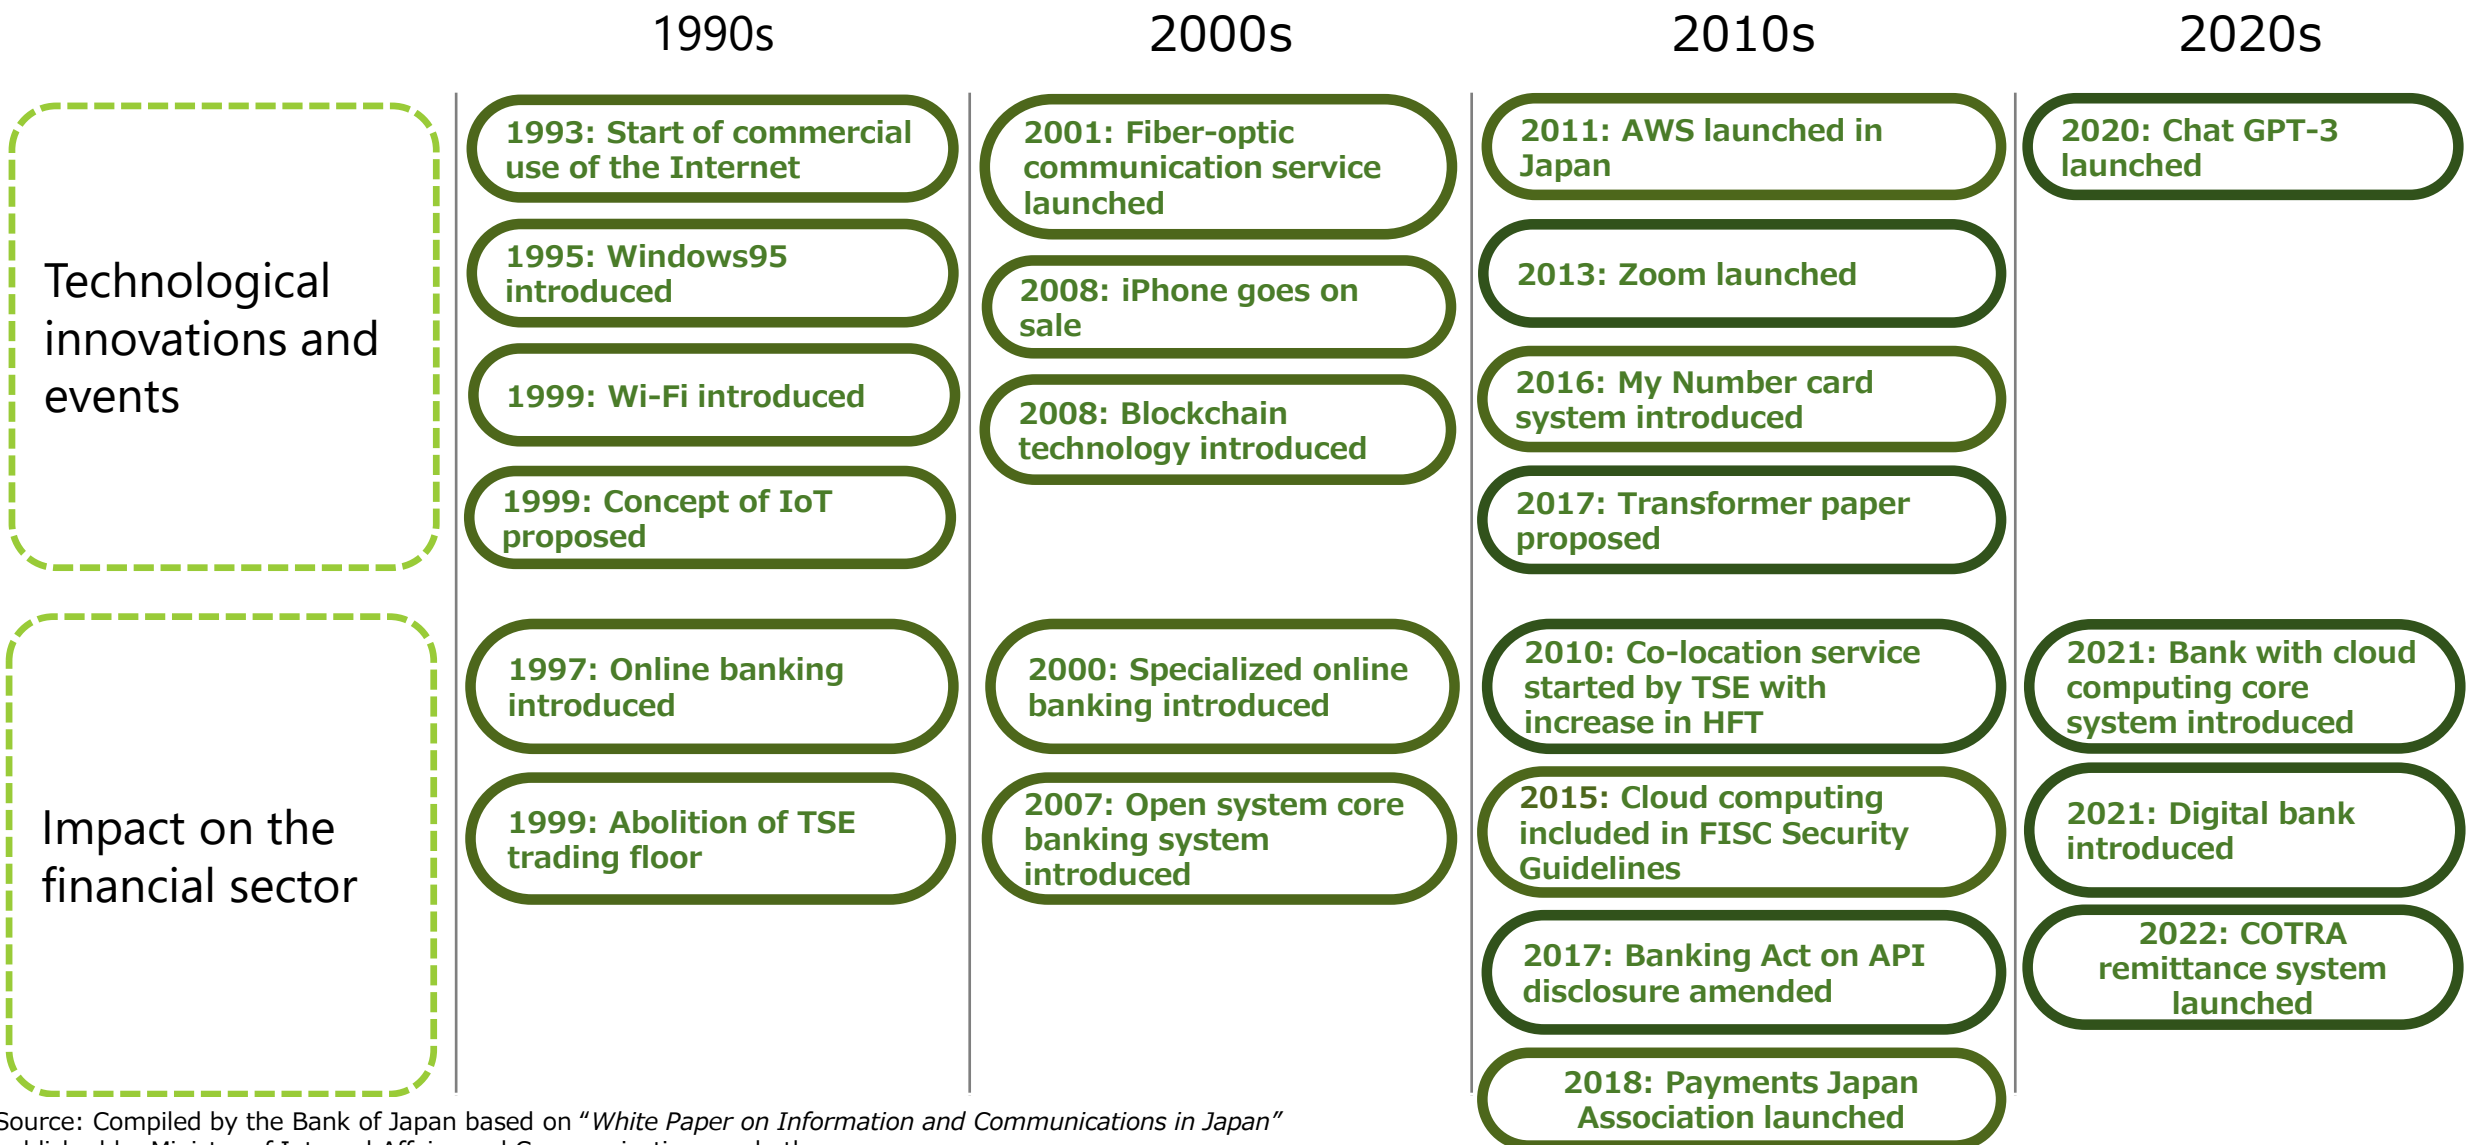 1990s
2000s
2010s
2020s
Technological
innovations and
events
1993: Start of commercial
use of the Internet
1995: Windows95
introduced
1999: Wi-Fi introduced
1999: Concept of IoT
proposed
2001: Fiber-optic
communication service
launched
2008: iPhone goes on
sale
2008: Blockchain
technology introduced
2011: AWS launched in
Japan
2013: Zoom launched
2016: My Number card
system introduced
2017: Transformer paper
proposed
2020: Chat GPT-3
launched
Impact on the
financial sector
1997: Online banking
introduced
1999: Abolition of TSE
trading floor
2000: Specialized online
banking introduced
2007: Open system core
banking system
introduced
2010: Co-location service
started by TSE with
increase in HFT
2015: Cloud computing
included in FISC Security
Guidelines
2017: Banking Act on API
disclosure amended
2018: Payments Japan
Association launched
2021: Bank with cloud
computing core
system introduced
2021: Digital bank
introduced
2022: COTRA
remittance system
launched
Source: Compiled by the Bank of Japan based on “White Paper on Information and Communications in Japan”